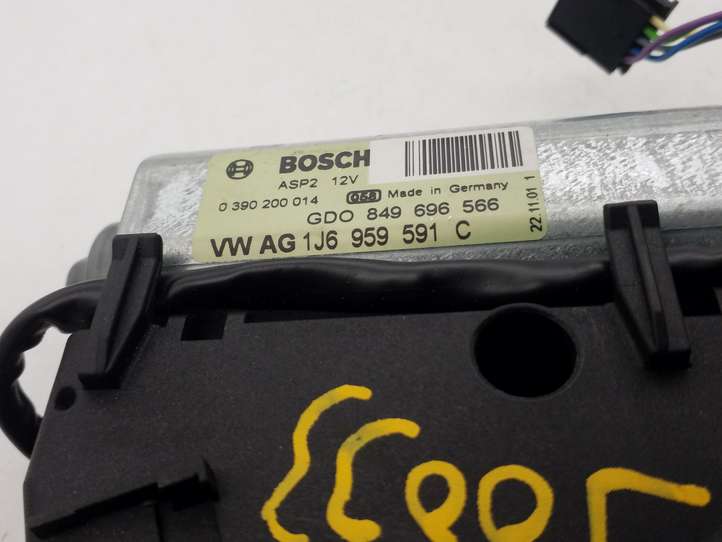 BOSCH
ASP2 12V
0 390 200 014 058 Made in Germany
GDO 849 696 566
VW AG 1J6 959 591 C
22.11.01 1